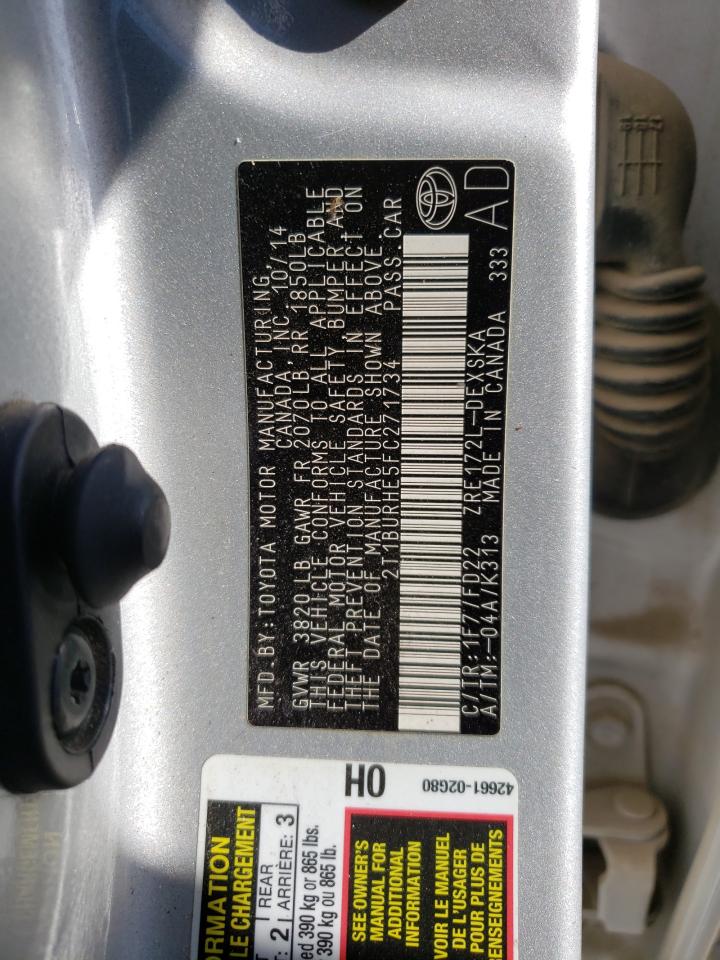 MFD.BY:TOYOTA MOTOR MANUFACTURING
CANADA,INC. 10/14
GVWR 3820LB GAWR FR 2070LB,RR 1850LB
THIS VEHICLE CONFORMS TO ALL APPLICABLE
FEDERAL MOTOR VEHICLE SAFETY, BUMPER AND
THEFT PREVENTION STANDARDS IN EFFECT ON
THE DATE OF MANUFACTURE SHOWN ABOVE.
2T1BURHE5FC271734 PASS.CAR
C/TR:1F7/FD22 ZRE172L-DEXSKA
A/TM:-04A/K313 MADE IN CANADA 333
AD
0H
42661-02G80
LE CHARGEMENT
2 REAR
ARRIÈRE: 3
390 kg or 865 lbs.
390 kg ou 865 lb.
SEE OWNER'S
MANUAL FOR
ADDITIONAL
INFORMATION
VOIR LE MANUEL
DE L'USAGER
POUR PLUS DE
RENSEIGNEMENTS